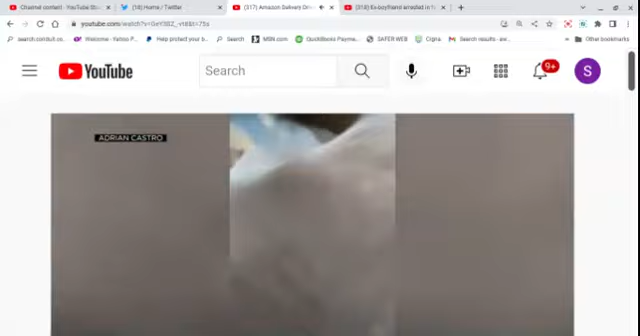 Channel content - YouTube Stu
(18) Home / Twitter
(317) Amazon Delivery Driv
(318) Ex-boyfriend arrested in
youtube.com/watch?v=
search.conduit.co...
Welcome - Yahoo F...
Help protect your b...
Search
MSN.com
QuickBooks Payme...
SAFER WEB
Cigna
Search results - aw...
Other bookmarks
YouTube
Search
9+
S
ADRIAN CASTRO